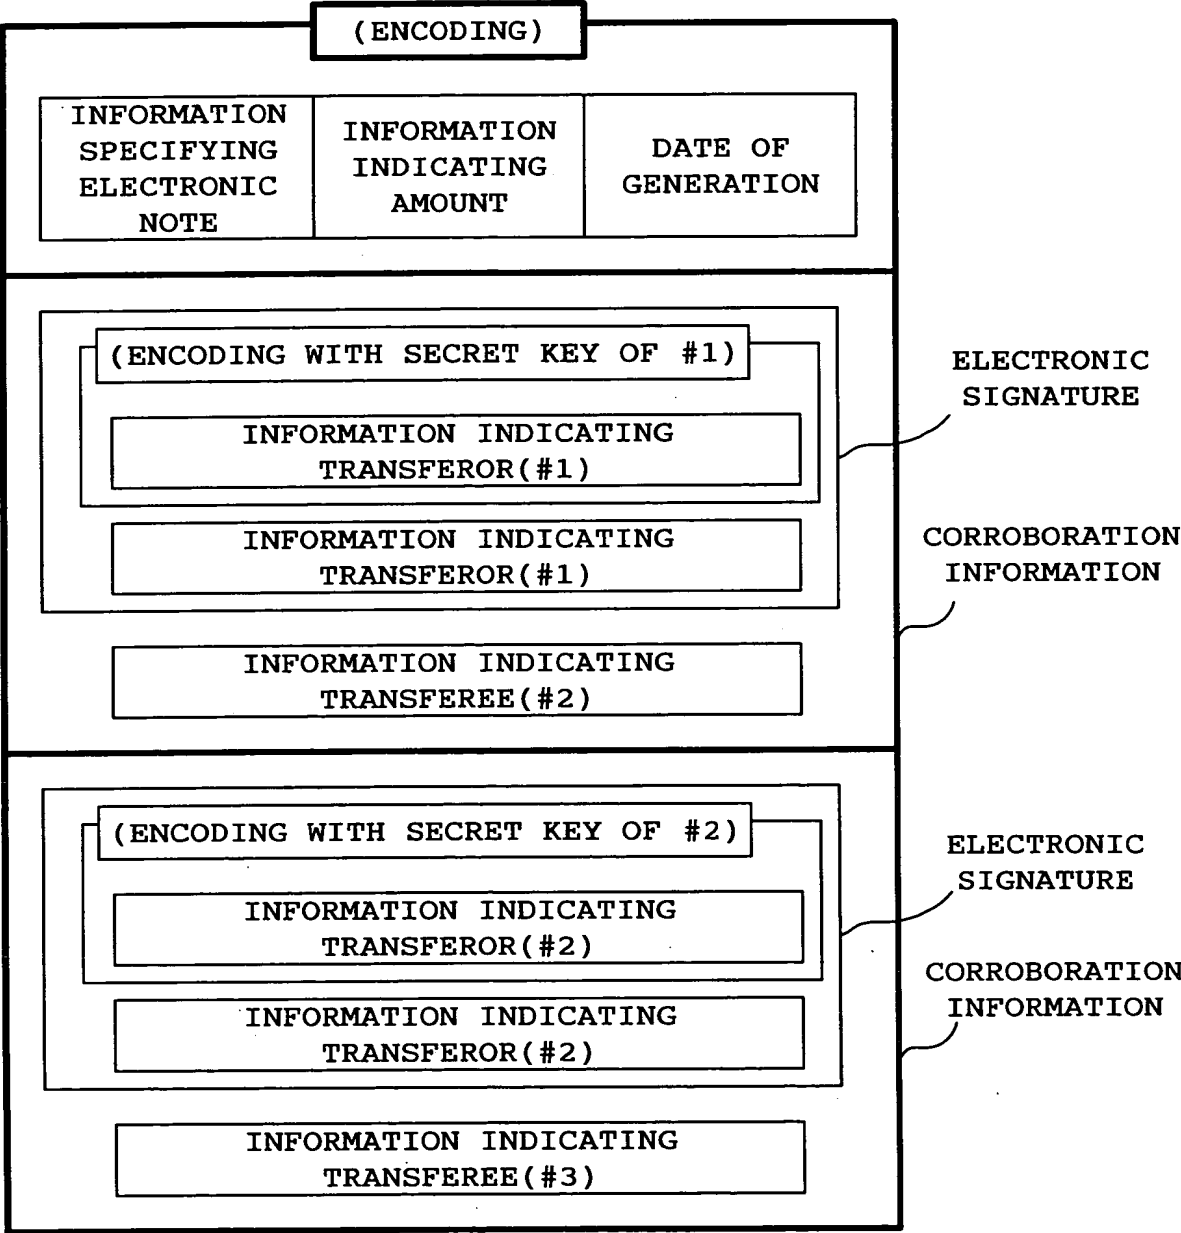 (ENCODING)
INFORMATION
SPECIFYING
ELECTRONIC
NOTE
INFORMATION
INDICATING
AMOUNT
DATE OF
GENERATION
(ENCODING WITH SECRET KEY OF #1)
INFORMATION INDICATING
TRANSFEROR(#1)
INFORMATION INDICATING
TRANSFEROR(#1)
INFORMATION INDICATING
TRANSFEREE(#2)
ELECTRONIC
SIGNATURE
CORROBORATION
INFORMATION
(ENCODING WITH SECRET KEY OF #2)
INFORMATION INDICATING
TRANSFEROR(#2)
INFORMATION INDICATING
TRANSFEROR(#2)
INFORMATION INDICATING
TRANSFEREE(#3)
ELECTRONIC
SIGNATURE
CORROBORATION
INFORMATION